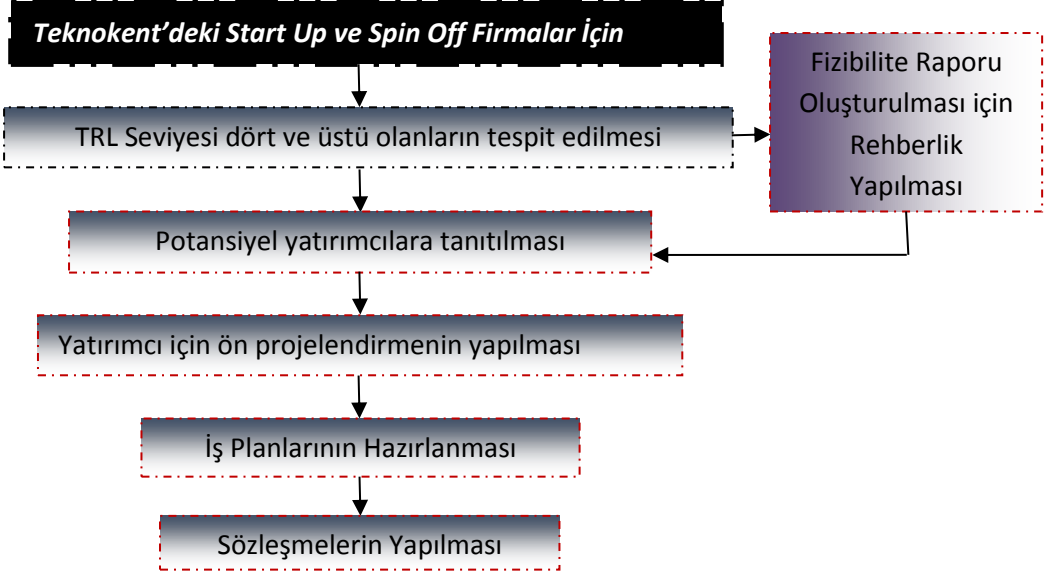 Teknokent’deki Start Up ve Spin Off Firmalar İçin
TRL Seviyesi dört ve üstü olanların tespit edilmesi
Fizibilite Raporu
Oluşturulması için
Rehberlik
Yapılması
Potansiyel yatırımcılara tanıtılması
Yatırımcı için ön projelendirmenin yapılması
İş Planlarının Hazırlanması
Sözleşmelerin Yapılması